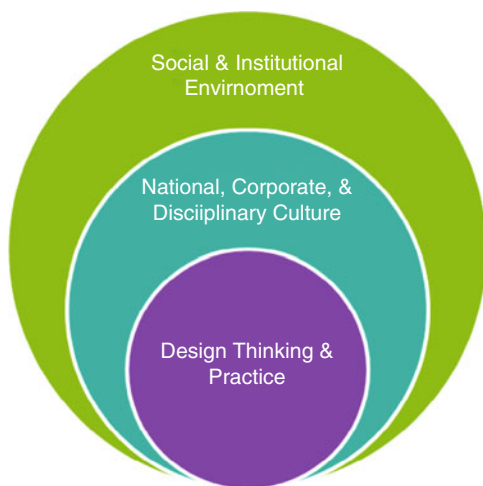 Social & Institutional
Envirnoment
National, Corporate, &
Disciiplinary Culture
Design Thinking &
Practice